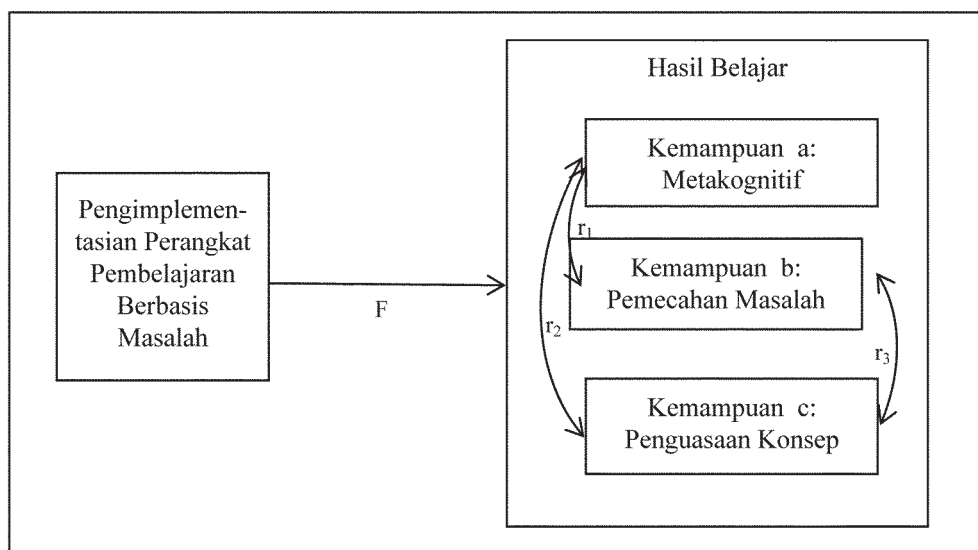 Pengimplemen-
tasian Perangkat
Pembelajaran
Berbasis
Masalah
F
Hasil Belajar
Kemampuan a:
Metakognitif
r1
Kemampuan b:
Pemecahan Masalah
r2
r3
Kemampuan c:
Penguasaan Konsep